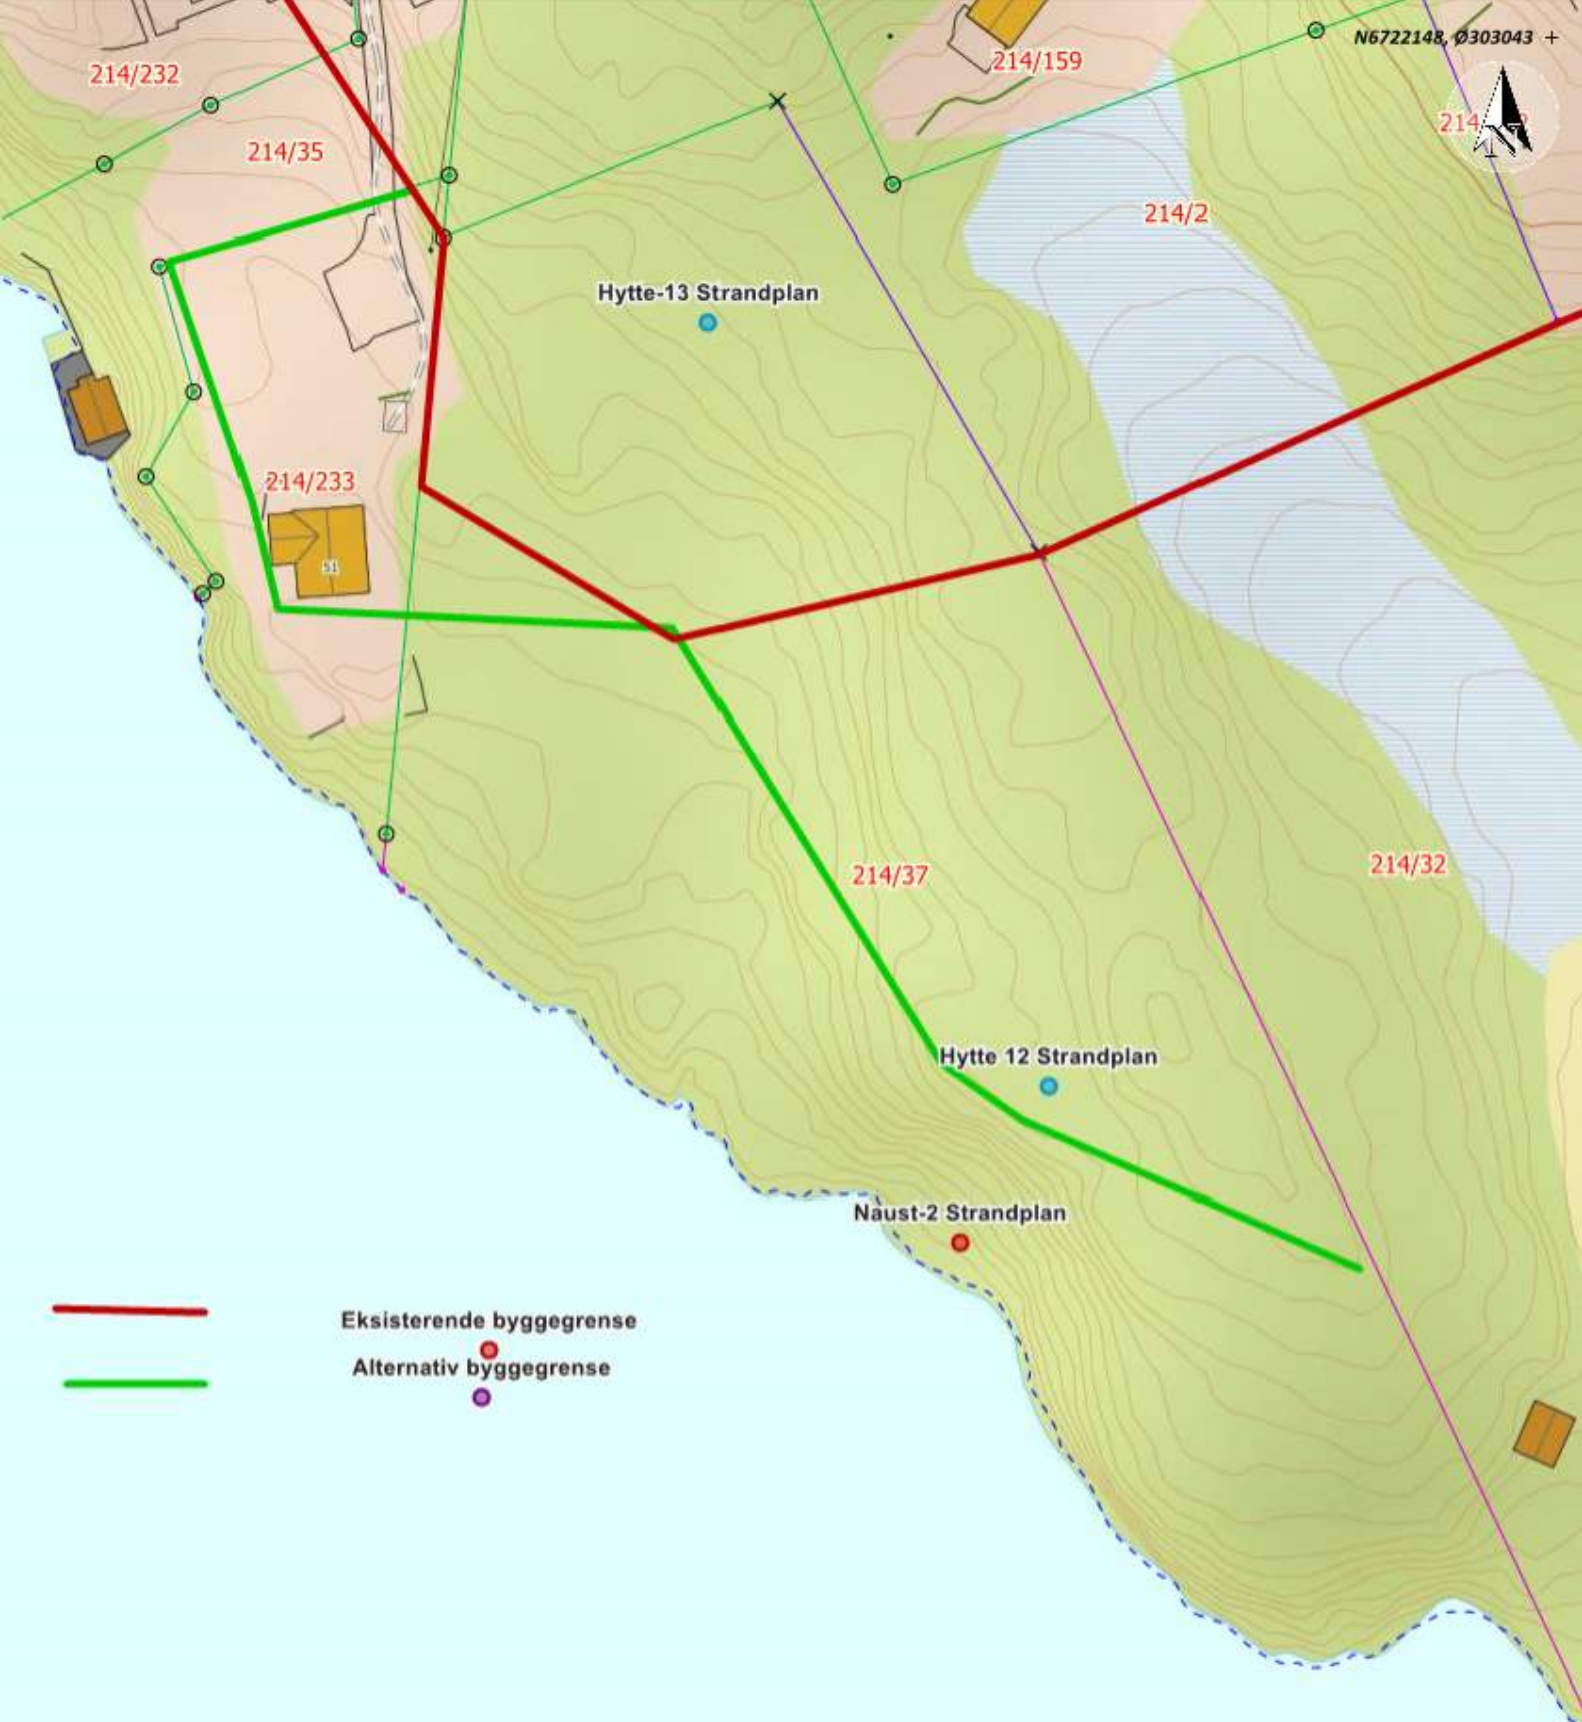 N6722148, Ø303043
214/159
214/232
214/35
214/2
Hytte-13 Strandplan
214/233
51
214/32
214/37
Hytte 12 Strandplan
Naust-2 Strandplan
Eksisterende byggegrense
Alternativ byggegrense